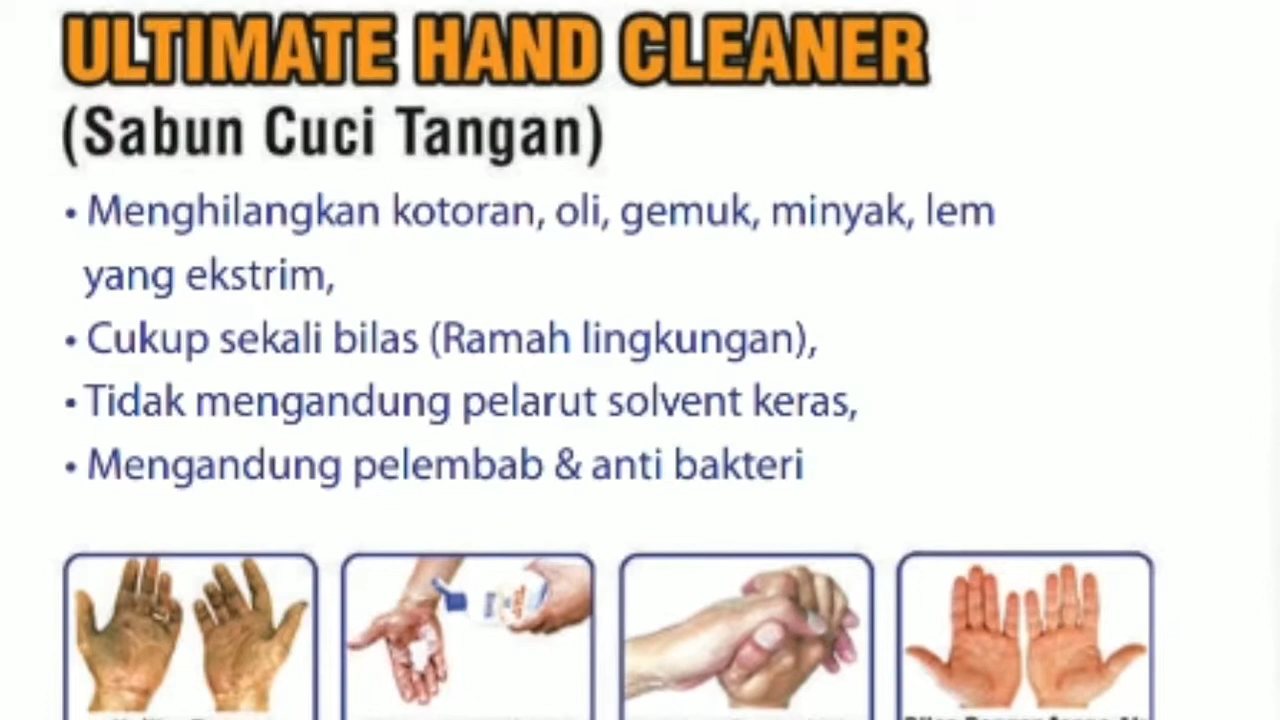 ULTIMATE HAND CLEANER
(Sabun Cuci Tangan)
• Menghilangkan kotoran, oli, gemuk, minyak, lem
yang ekstrim,
• Cukup sekali bilas (Ramah lingkungan),
• Tidak mengandung pelarut solvent keras,
• Mengandung pelembab & anti bakteri